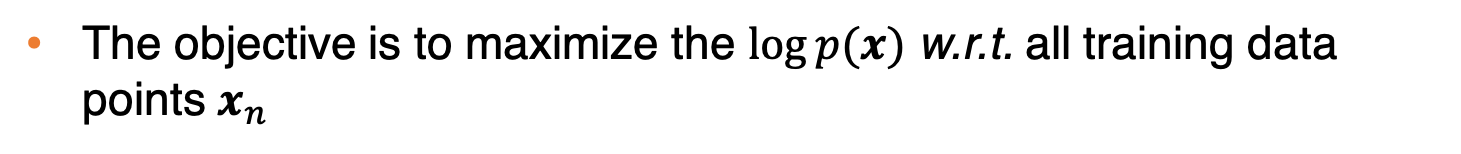 • The objective is to maximize the log p(x) w.r.t. all training data
points xₙ